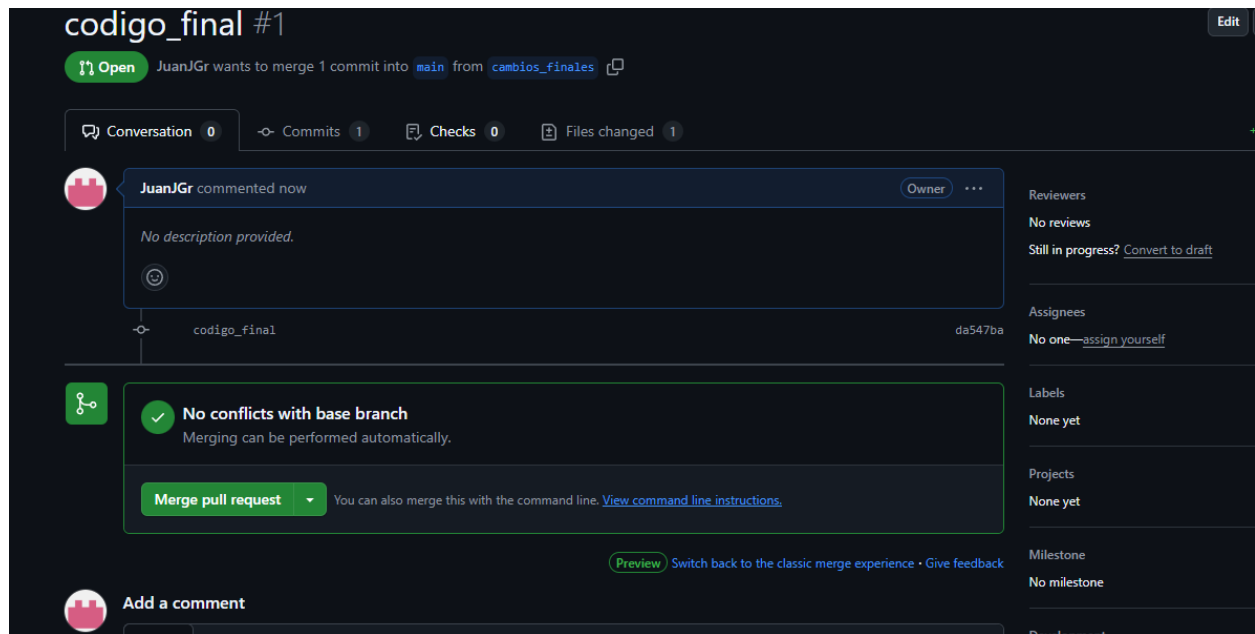 codigo_final #1
Edit
Open JuanJGr wants to merge 1 commit into main from cambios_finales
Conversation 0 Commits 1 Checks 0 Files changed 1
JuanJGr commented now Owner
No description provided.
codigo_final da547ba
No conflicts with base branch
Merging can be performed automatically.
Merge pull request You can also merge this with the command line. View command line instructions.
Preview Switch back to the classic merge experience • Give feedback
Add a comment
Reviewers
No reviews
Still in progress? Convert to draft
Assignees
No one—assign yourself
Labels
None yet
Projects
None yet
Milestone
No milestone